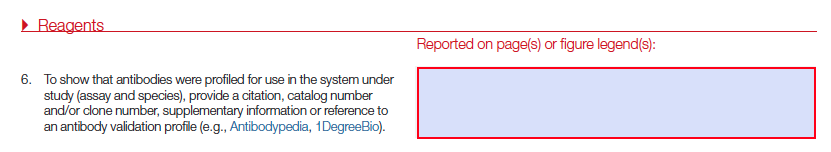 Reagents
Reported on page(s) or figure legend(s):
6. To show that antibodies were profiled for use in the system under
study (assay and species), provide a citation, catalog number
and/or clone number, supplementary information or reference to
an antibody validation profile (e.g., Antibodypedia, 1DegreeBio).